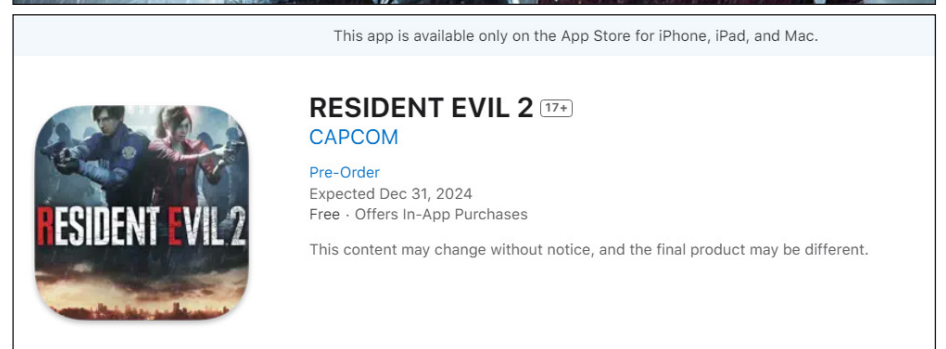 This app is available only on the App Store for iPhone, iPad, and Mac.
RESIDENT EVIL 2 17+
CAPCOM
Pre-Order
Expected Dec 31, 2024
Free · Offers In-App Purchases
This content may change without notice, and the final product may be different.
RESIDENT EVIL 2